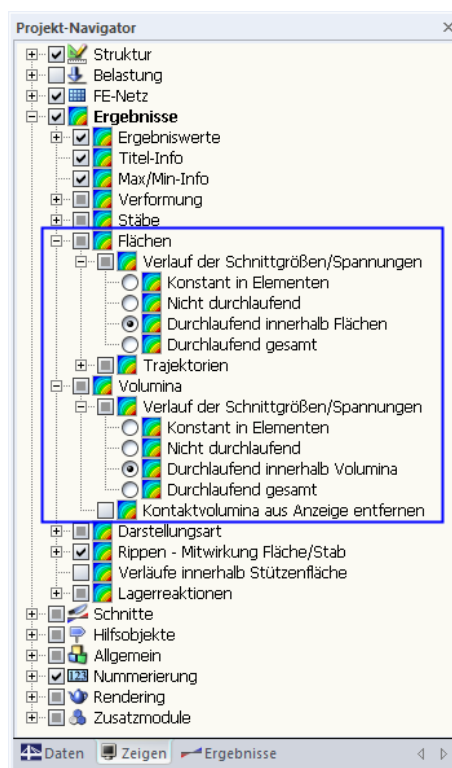 Projekt-Navigator
Struktur
Belastung
FE-Netz
Ergebnisse
Ergebniswerte
Titel-Info
Max/Min-Info
Verformung
Stäbe
Flächen
Verlauf der Schnittgrößen/Spannungen
Konstant in Elementen
Nicht durchlaufend
Durchlaufend innerhalb Flächen
Durchlaufend gesamt
Trajektorien
Volumina
Verlauf der Schnittgrößen/Spannungen
Konstant in Elementen
Nicht durchlaufend
Durchlaufend innerhalb Volumina
Durchlaufend gesamt
Kontaktvolumina aus Anzeige entfernen
Darstellungsart
Rippen - Mitwirkung Fläche/Stab
Verläufe innerhalb Stützenfläche
Lagerreaktionen
Schnitte
Hilfsobjekte
Allgemein
123 Nummerierung
Rendering
Zusatzmodule
Daten Zeigen Ergebnisse